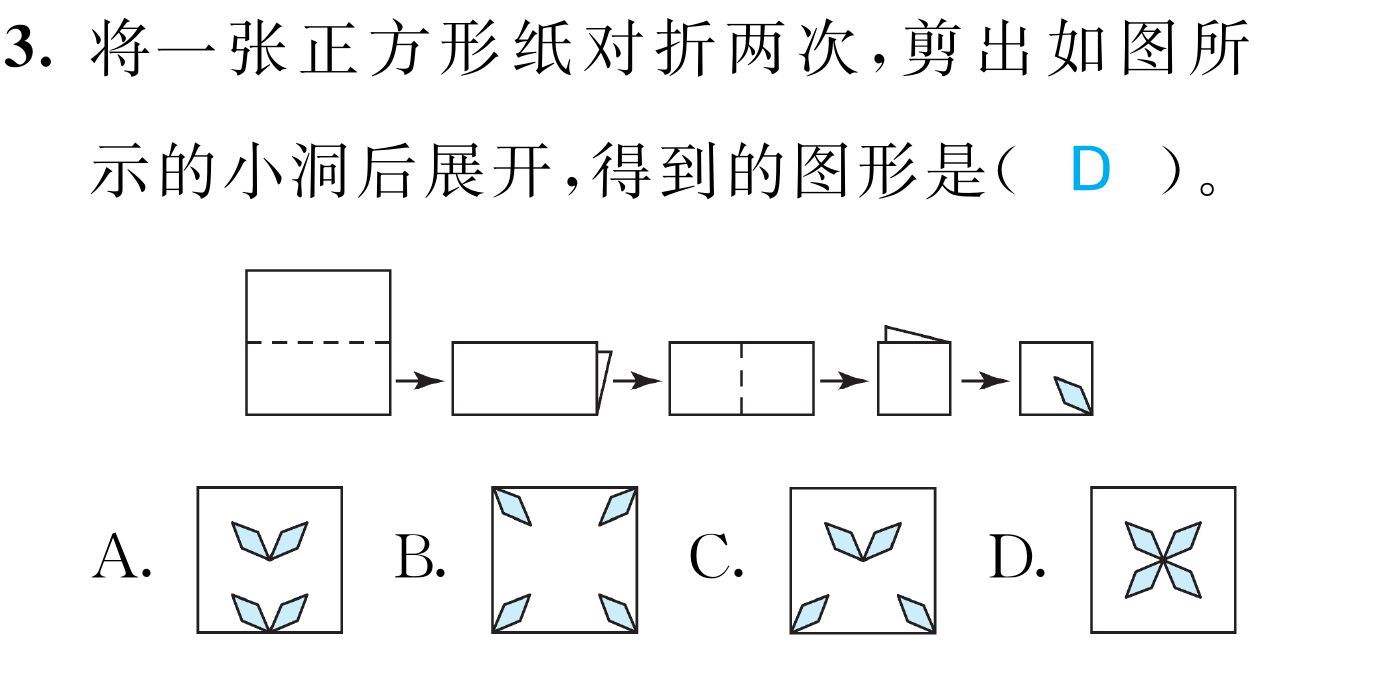 3. 将一张正方形纸对折两次,剪出如图所
示的小洞后展开,得到的图形是( D )。
A. B. C. D.